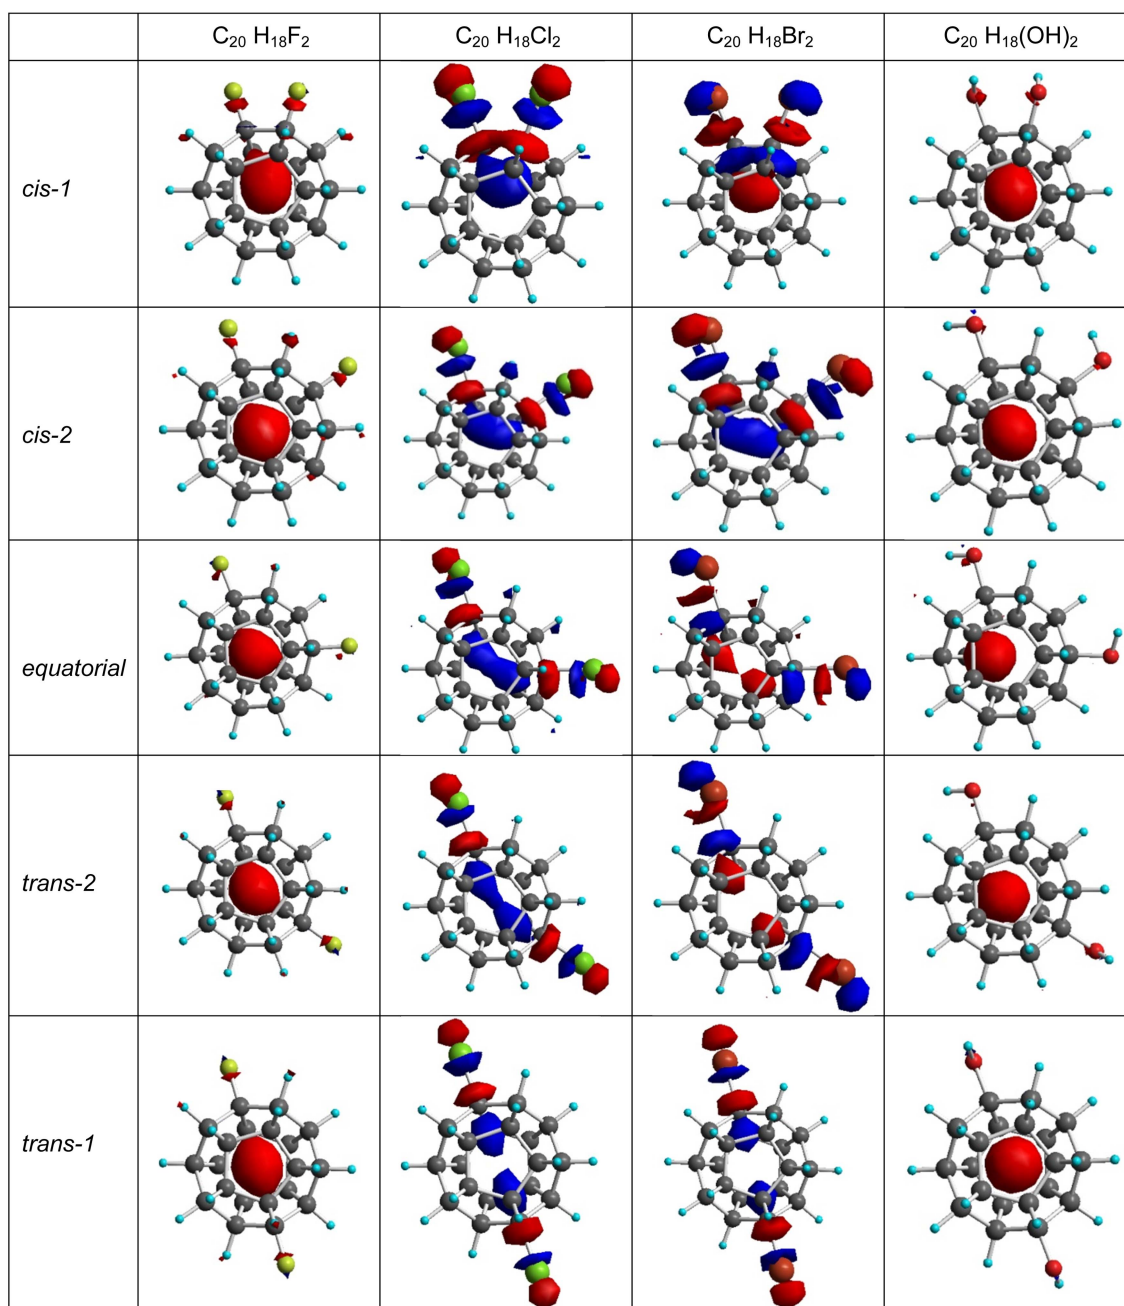 C₂₀ H₁₈F₂ C₂₀ H₁₈Cl₂ C₂₀ H₁₈Br₂ C₂₀ H₁₈(OH)₂
cis-1
cis-2
equatorial
trans-2
trans-1